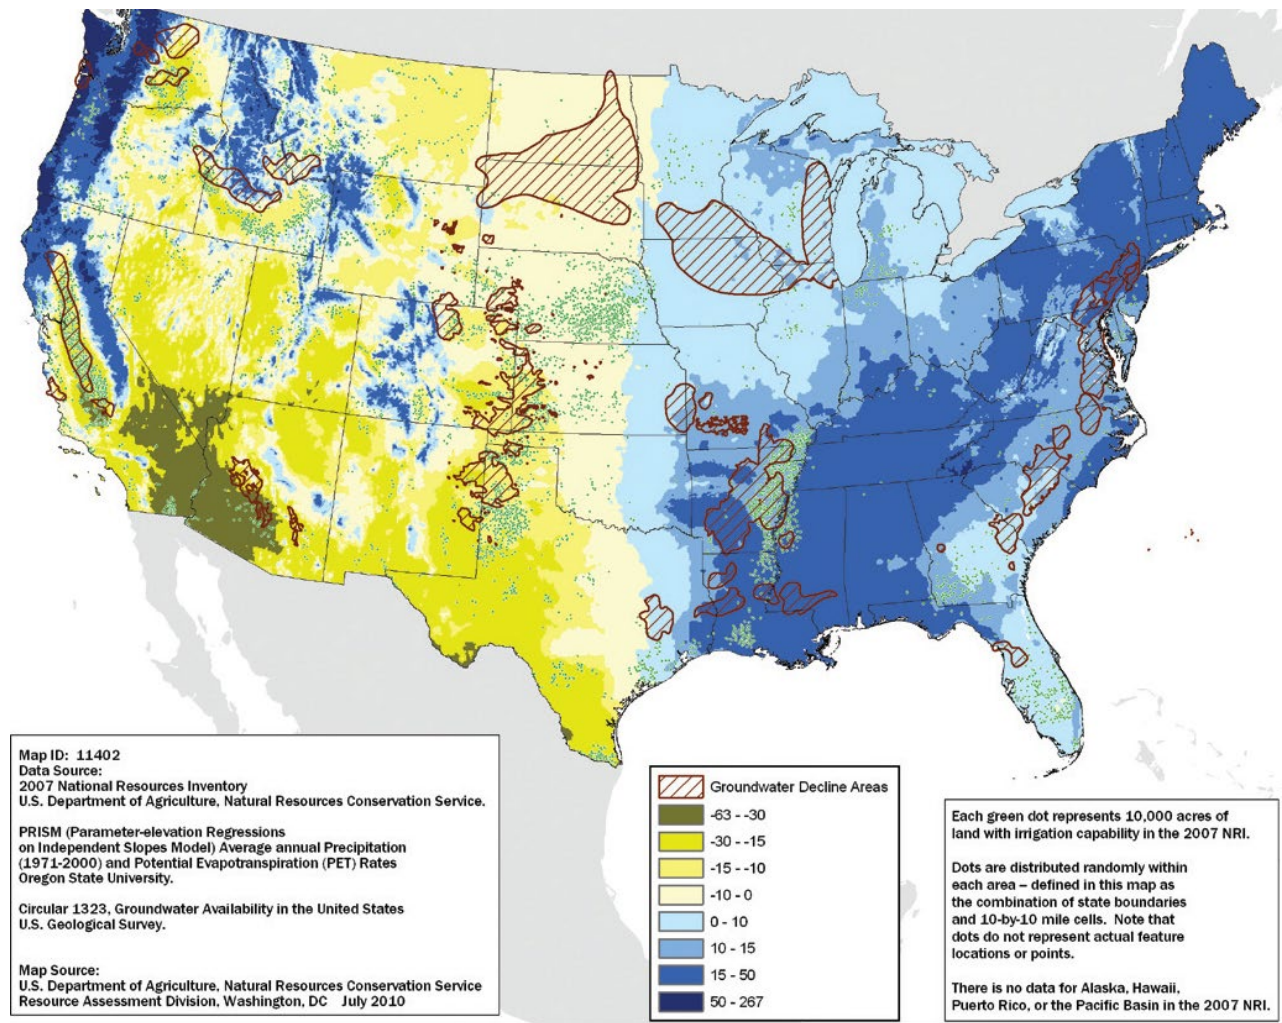 Map ID: 11402
Data Source:
2007 National Resources Inventory
U.S. Department of Agriculture, Natural Resources Conservation Service.
PRISM (Parameter-elevation Regressions
on Independent Slopes Model) Average annual Precipitation
(1971-2000) and Potential Evapotranspiration (PET) Rates
Oregon State University.
Circular 1323, Groundwater Availability in the United States
U.S. Geological Survey.
Map Source:
U.S. Department of Agriculture, Natural Resources Conservation Service
Resource Assessment Division, Washington, DC July 2010
Groundwater Decline Areas
-63 - -30
-30 - -15
-15 - -10
-10 - 0
0 - 10
10 - 15
15 - 50
50 - 267
Each green dot represents 10,000 acres of
land with irrigation capability in the 2007 NRI.
Dots are distributed randomly within
each area – defined in this map as
the combination of state boundaries
and 10-by-10 mile cells. Note that
dots do not represent actual feature
locations or points.
There is no data for Alaska, Hawaii,
Puerto Rico, or the Pacific Basin in the 2007 NRI.